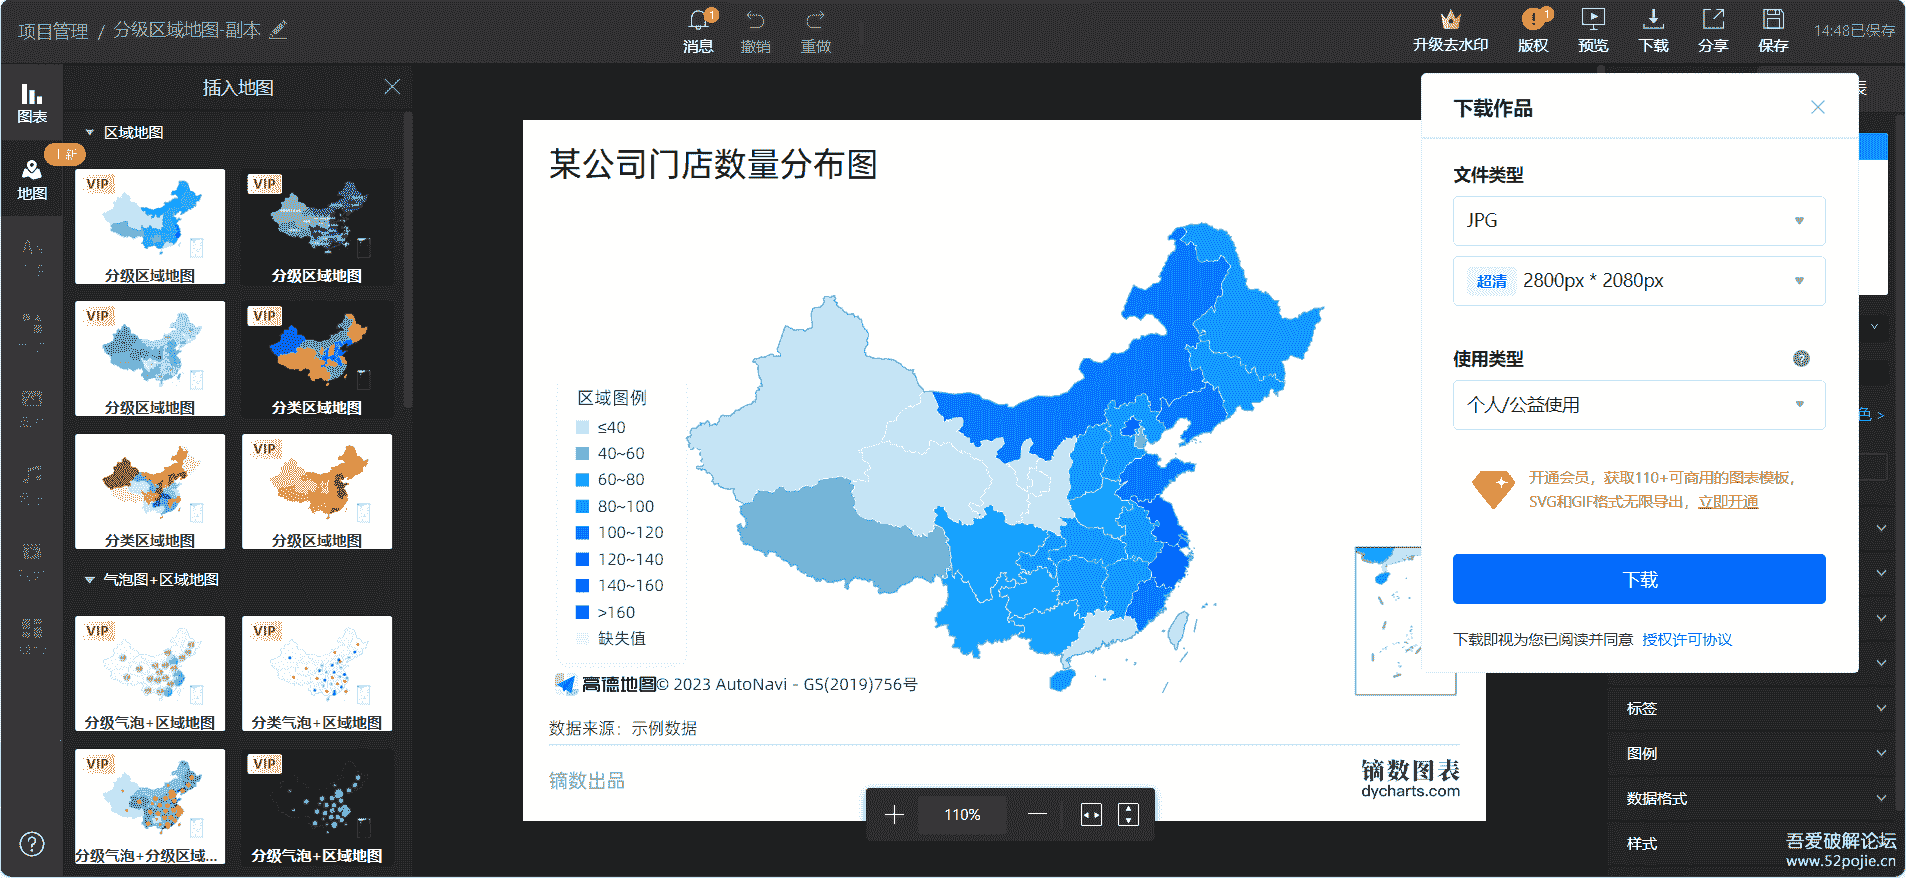 项目管理 / 分级区域地图-副本
消息
1
撤销
重做
升级去水印
版权
1
预览
下载
分享
保存
14:48已保存
图表
上新
地图
插入地图
区域地图
VIP
分级区域地图
VIP
分级区域地图
VIP
分级区域地图
VIP
分类区域地图
分类区域地图
VIP
分级区域地图
气泡图+区域地图
VIP
分级气泡+区域地图
VIP
分类气泡+区域地图
VIP
分级气泡+分级区域...
VIP
分级气泡+区域地图
某公司门店数量分布图
区域图例
≤40
40~60
60~80
80~100
100~120
120~140
140~160
>160
缺失值
高德地图© 2023 AutoNavi - GS(2019)756号
数据来源：示例数据
镝数出品
镝数图表
dycharts.com
110%
下载作品
文件类型
JPG
超清 2800px * 2080px
使用类型
个人/公益使用
开通会员，获取110+可商用的图表模板，
SVG和GIF格式无限导出，立即开通
下载
下载即视为您已阅读并同意 授权许可协议
表
色 >
标签
图例
数据格式
样式
吾爱破解论坛
www.52pojie.cn